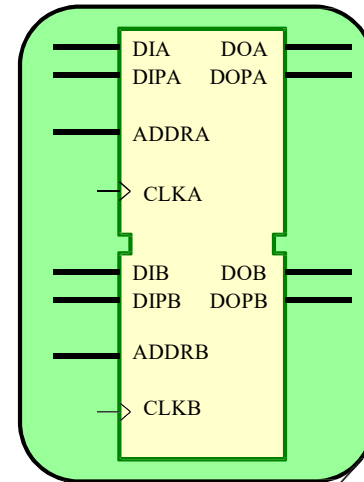 DIA DOA
DIPA DOPA
ADDRA
CLKA
DIB DOB
DIPB DOPB
ADDRB
CLKB